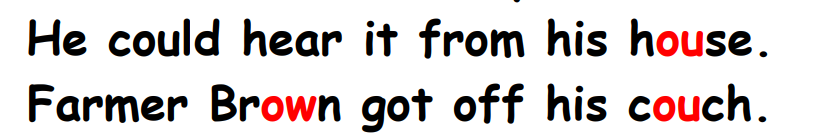 He could hear it from his house.
Farmer Brown got off his couch.